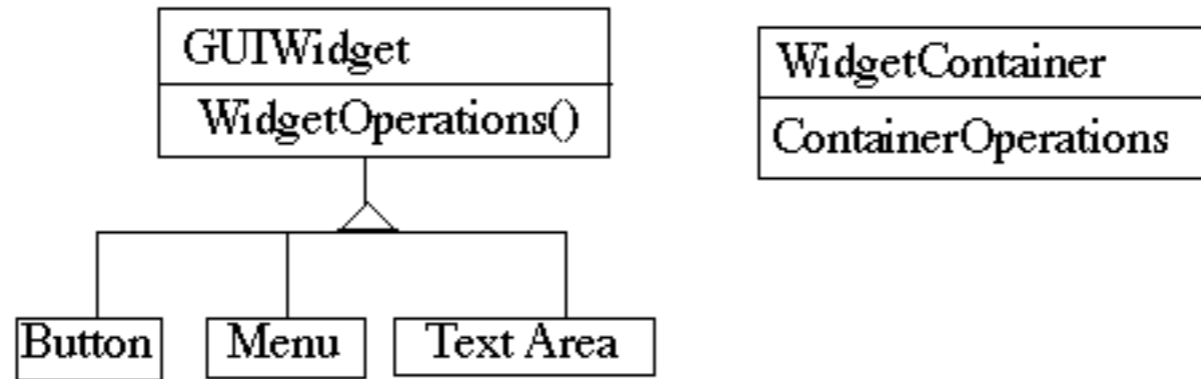 GUIWidget
WidgetOperations()
WidgetContainer
ContainerOperations
Button
Menu
Text Area